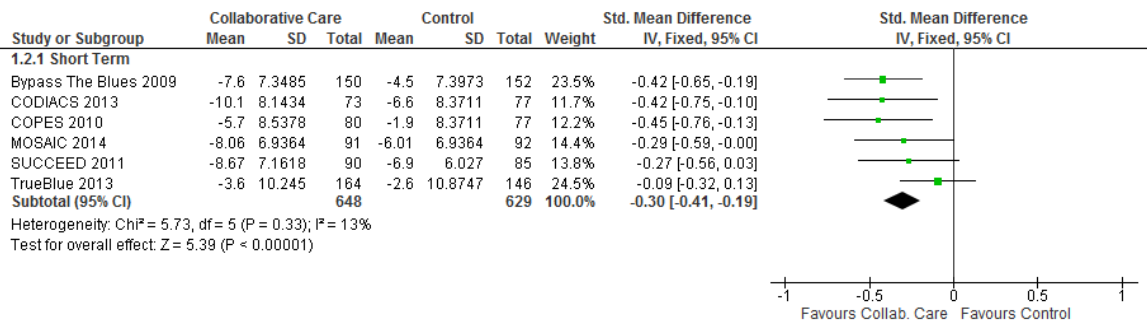 Collaborative Care Control Std. Mean Difference Std. Mean Difference
Study or Subgroup Mean SD Total Mean SD Total Weight IV, Fixed, 95% CI IV, Fixed, 95% CI
1.2.1 Short Term
Bypass The Blues 2009 -7.6 7.3485 150 -4.5 7.3973 152 23.5% -0.42 [-0.65, -0.19]
CODIACS 2013 -10.1 8.1434 73 -6.6 8.3711 77 11.7% -0.42 [-0.75, -0.10]
COPES 2010 -5.7 8.5378 80 -1.9 8.3711 77 12.2% -0.45 [-0.76, -0.13]
MOSAIC 2014 -8.06 6.9364 91 -6.01 6.9364 92 14.4% -0.29 [-0.59, -0.00]
SUCCEED 2011 -8.67 7.1618 90 -6.9 6.027 85 13.8% -0.27 [-0.56, 0.03]
TrueBlue 2013 -3.6 10.245 164 -2.6 10.8747 146 24.5% -0.09 [-0.32, 0.13]
Subtotal (95% CI) 648 629 100.0% -0.30 [-0.41, -0.19]
Heterogeneity: Chi² = 5.73, df = 5 (P = 0.33); I² = 13%
Test for overall effect: Z = 5.39 (P < 0.00001)
-1 -0.5 0 0.5 1
Favours Collab. Care Favours Control